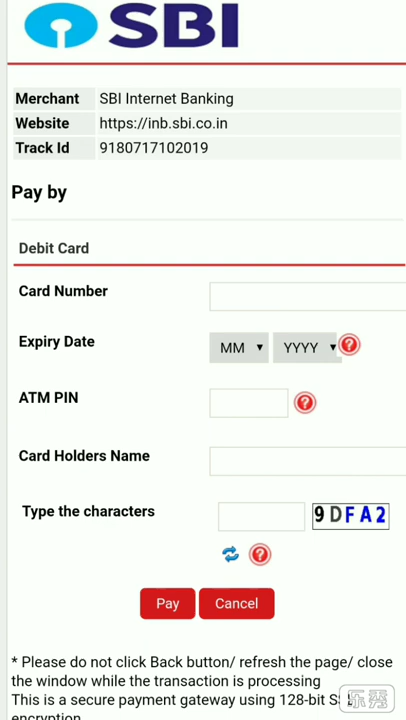 SBI
Merchant SBI Internet Banking
Website https://inb.sbi.co.in
Track Id 9180717102019
Pay by
Debit Card
Card Number
Expiry Date MM YYYY ?
ATM PIN ?
Card Holders Name
Type the characters 9DFA2
?
Pay Cancel
* Please do not click Back button/ refresh the page/ close
the window while the transaction is processing
This is a secure payment gateway using 128-bit
encryption
乐秀